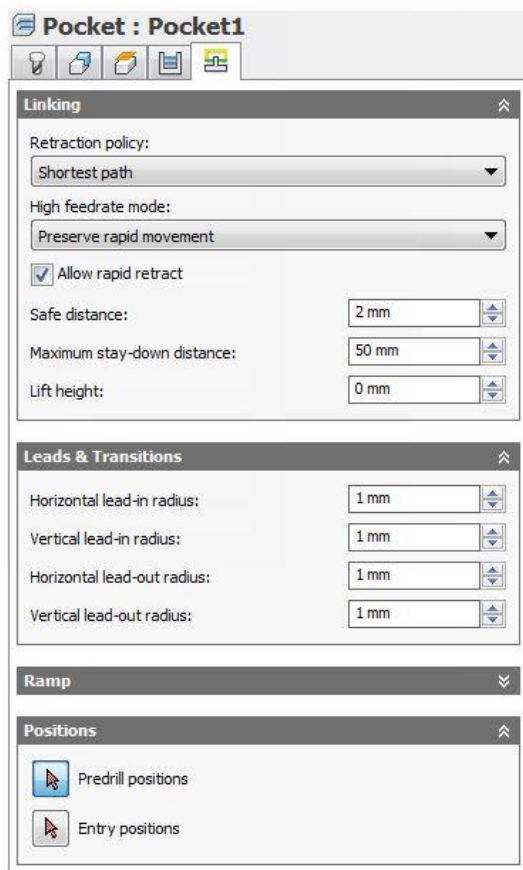 Pocket : Pocket1
Linking
Retraction policy:
Shortest path
High feedrate mode:
Preserve rapid movement
Allow rapid retract
Safe distance: 2 mm
Maximum stay-down distance: 50 mm
Lift height: 0 mm
Leads & Transitions
Horizontal lead-in radius: 1 mm
Vertical lead-in radius: 1 mm
Horizontal lead-out radius: 1 mm
Vertical lead-out radius: 1 mm
Ramp
Positions
Predrill positions
Entry positions